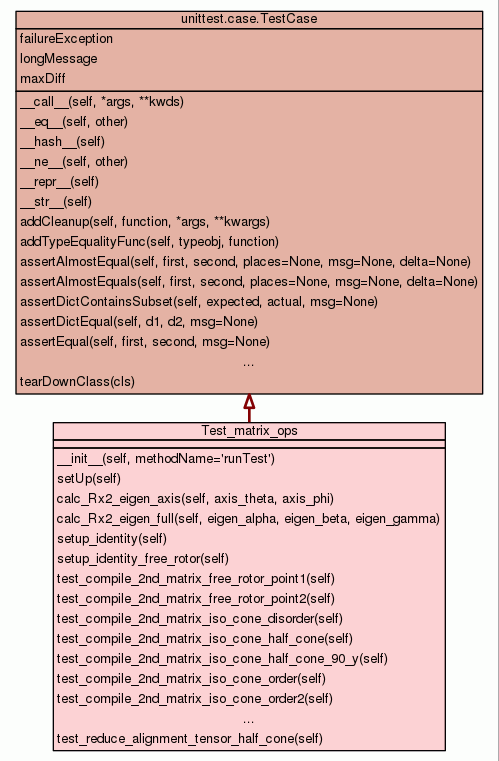 unittest.case.TestCase
failureException
longMessage
maxDiff
__call__(self, *args, **kwds)
__eq__(self, other)
__hash__(self)
__ne__(self, other)
__repr__(self)
__str__(self)
addCleanup(self, function, *args, **kwargs)
addTypeEqualityFunc(self, typeobj, function)
assertAlmostEqual(self, first, second, places=None, msg=None, delta=None)
assertAlmostEquals(self, first, second, places=None, msg=None, delta=None)
assertDictContainsSubset(self, expected, actual, msg=None)
assertDictEqual(self, d1, d2, msg=None)
assertEqual(self, first, second, msg=None)
...
tearDownClass(cls)
Test_matrix_ops
__init__(self, methodName='runTest')
setUp(self)
calc_Rx2_eigen_axis(self, axis_theta, axis_phi)
calc_Rx2_eigen_full(self, eigen_alpha, eigen_beta, eigen_gamma)
setup_identity(self)
setup_identity_free_rotor(self)
test_compile_2nd_matrix_free_rotor_point1(self)
test_compile_2nd_matrix_free_rotor_point2(self)
test_compile_2nd_matrix_iso_cone_disorder(self)
test_compile_2nd_matrix_iso_cone_half_cone(self)
test_compile_2nd_matrix_iso_cone_half_cone_90_y(self)
test_compile_2nd_matrix_iso_cone_order(self)
test_compile_2nd_matrix_iso_cone_order2(self)
...
test_reduce_alignment_tensor_half_cone(self)